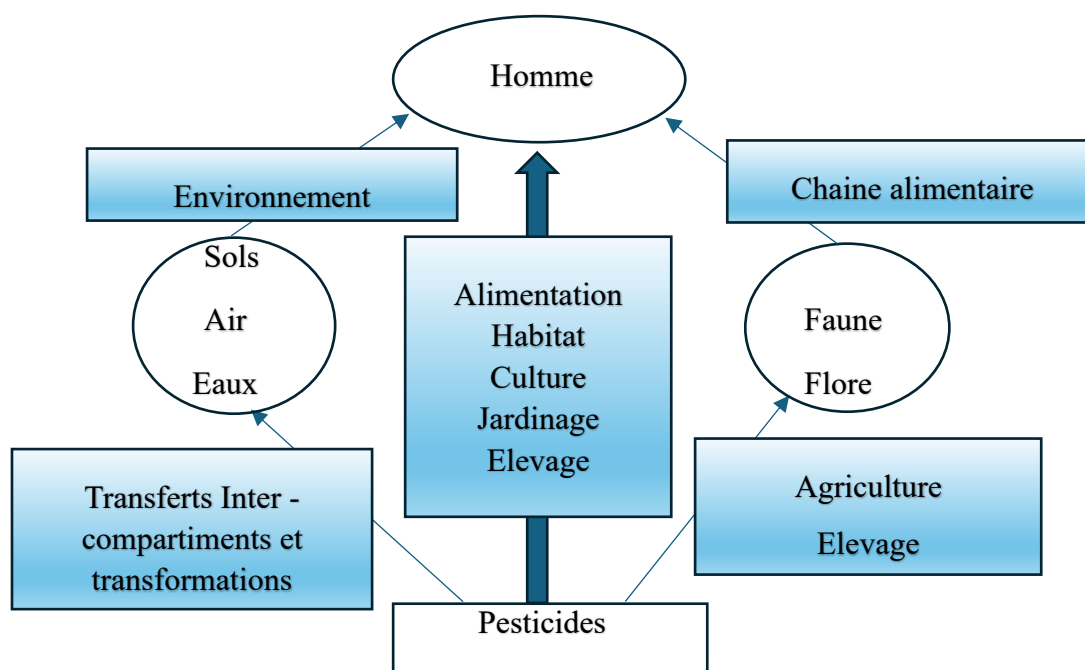 Homme
Environnement
Chaine alimentaire
Sols
Air
Eaux
Alimentation
Habitat
Culture
Jardinage
Elevage
Faune
Flore
Transferts Inter -
compartiments et
transformations
Agriculture
Elevage
Pesticides